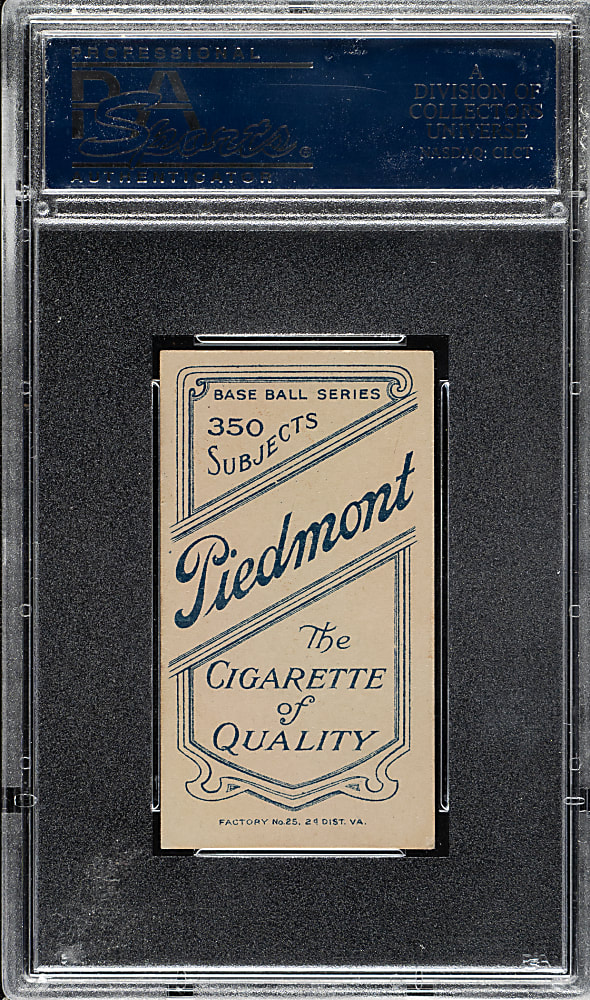 PROFESSIONAL
PSA
Sports
AUTHENTICATOR
A
DIVISION OF
COLLECTORS
UNIVERSE
NASDAQ: CLCT
BASE BALL SERIES
350
SUBJECTS
Piedmont
The
CIGARETTE
of
QUALITY
FACTORY No. 25, 2d DIST. VA.
PSA